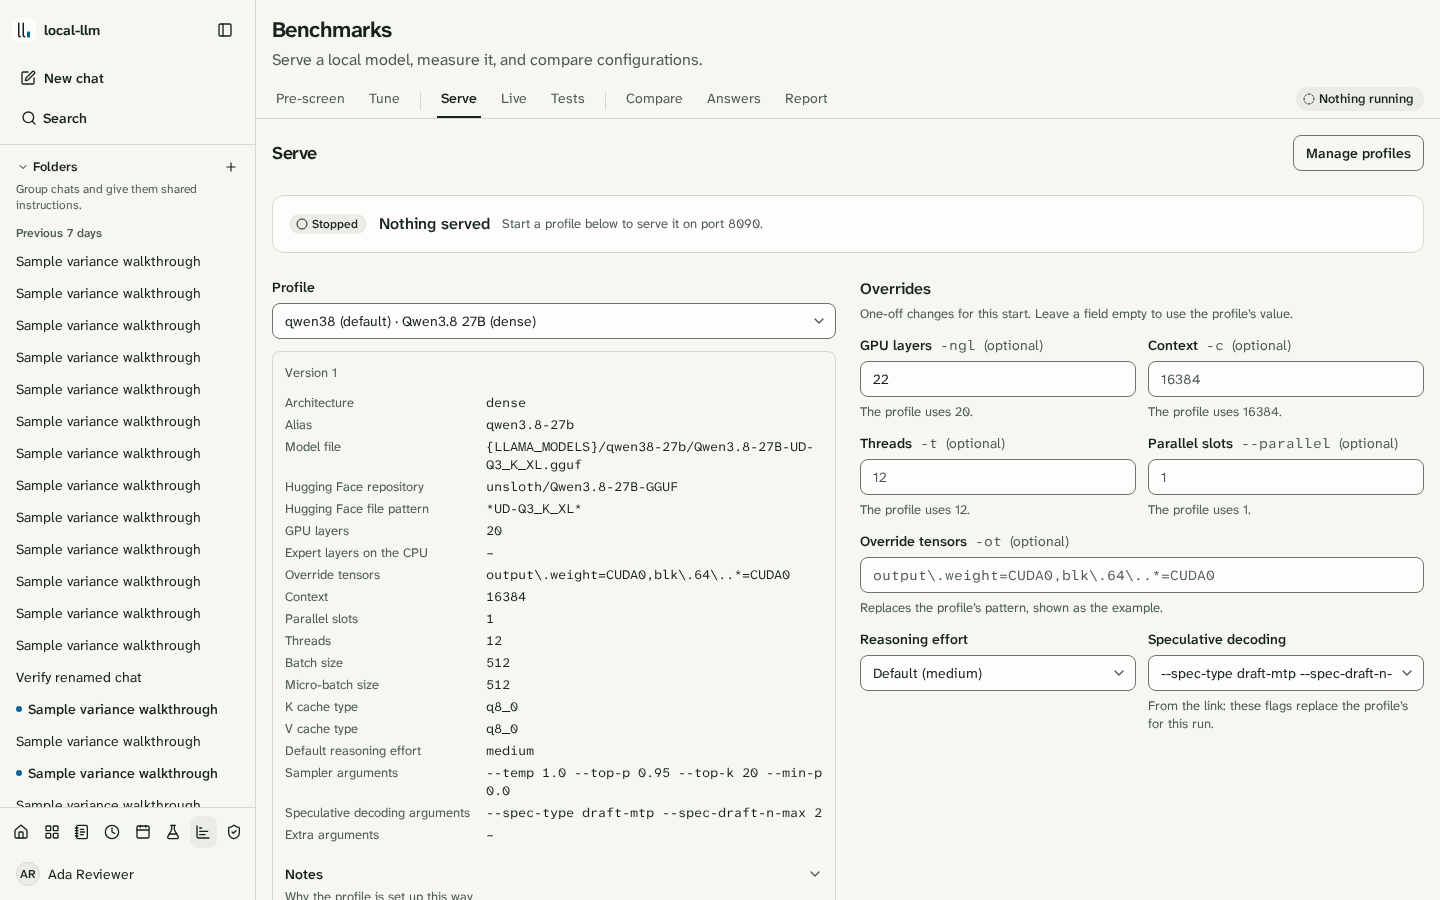 local-llm
New chat
Search
Folders
Group chats and give them shared
instructions.
Previous 7 days
Sample variance walkthrough
Sample variance walkthrough
Sample variance walkthrough
Sample variance walkthrough
Sample variance walkthrough
Sample variance walkthrough
Sample variance walkthrough
Sample variance walkthrough
Sample variance walkthrough
Sample variance walkthrough
Sample variance walkthrough
Sample variance walkthrough
Sample variance walkthrough
Verify renamed chat
Sample variance walkthrough
Sample variance walkthrough
Sample variance walkthrough
Sample variance walkthrough
AR Ada Reviewer
Benchmarks
Serve a local model, measure it, and compare configurations.
Pre-screen Tune Serve Live Tests Compare Answers Report Nothing running
Serve
Manage profiles
Stopped Nothing served Start a profile below to serve it on port 8090.
Profile
qwen38 (default) · Qwen3.8 27B (dense)
Version 1
Architecture dense
Alias qwen3.8-27b
Model file {LLAMA_MODELS}/qwen38-27b/Qwen3.8-27B-UD-
Q3_K_XL.gguf
Hugging Face repository unsloth/Qwen3.8-27B-GGUF
Hugging Face file pattern *UD-Q3_K_XL*
GPU layers 20
Expert layers on the CPU –
Override tensors output\.weight=CUDA0,blk\.64\..*=CUDA0
Context 16384
Parallel slots 1
Threads 12
Batch size 512
Micro-batch size 512
K cache type q8_0
V cache type q8_0
Default reasoning effort medium
Sampler arguments --temp 1.0 --top-p 0.95 --top-k 20 --min-p
0.0
Speculative decoding arguments --spec-type draft-mtp --spec-draft-n-max 2
Extra arguments –
Notes
Why the profile is set up this way
Overrides
One-off changes for this start. Leave a field empty to use the profile's value.
GPU layers -ngl (optional)
22
The profile uses 20.
Context -c (optional)
16384
The profile uses 16384.
Threads -t (optional)
12
The profile uses 12.
Parallel slots --parallel (optional)
1
The profile uses 1.
Override tensors -ot (optional)
output\.weight=CUDA0,blk\.64\..*=CUDA0
Replaces the profile's pattern, shown as the example.
Reasoning effort
Default (medium)
Speculative decoding
--spec-type draft-mtp --spec-draft-n-
From the link: these flags replace the profile's
for this run.